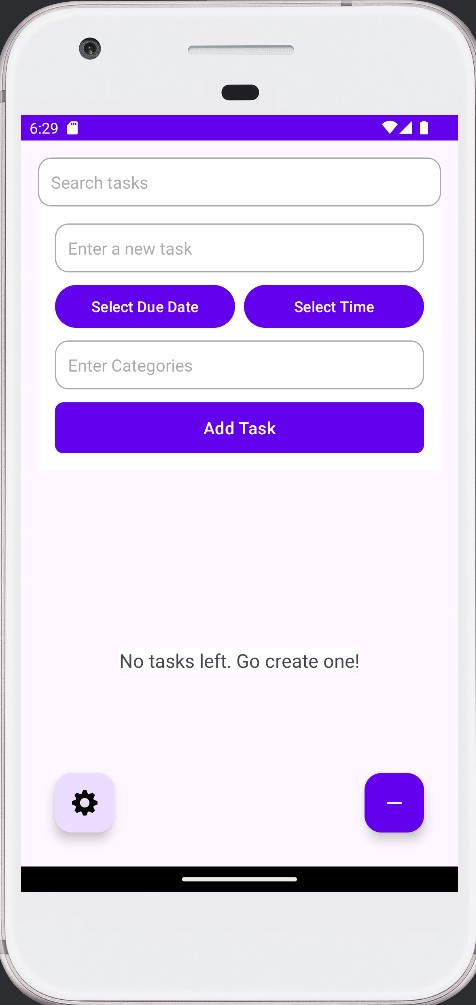 6:29
Search tasks
Enter a new task
Select Due Date Select Time
Enter Categories
Add Task
No tasks left. Go create one!